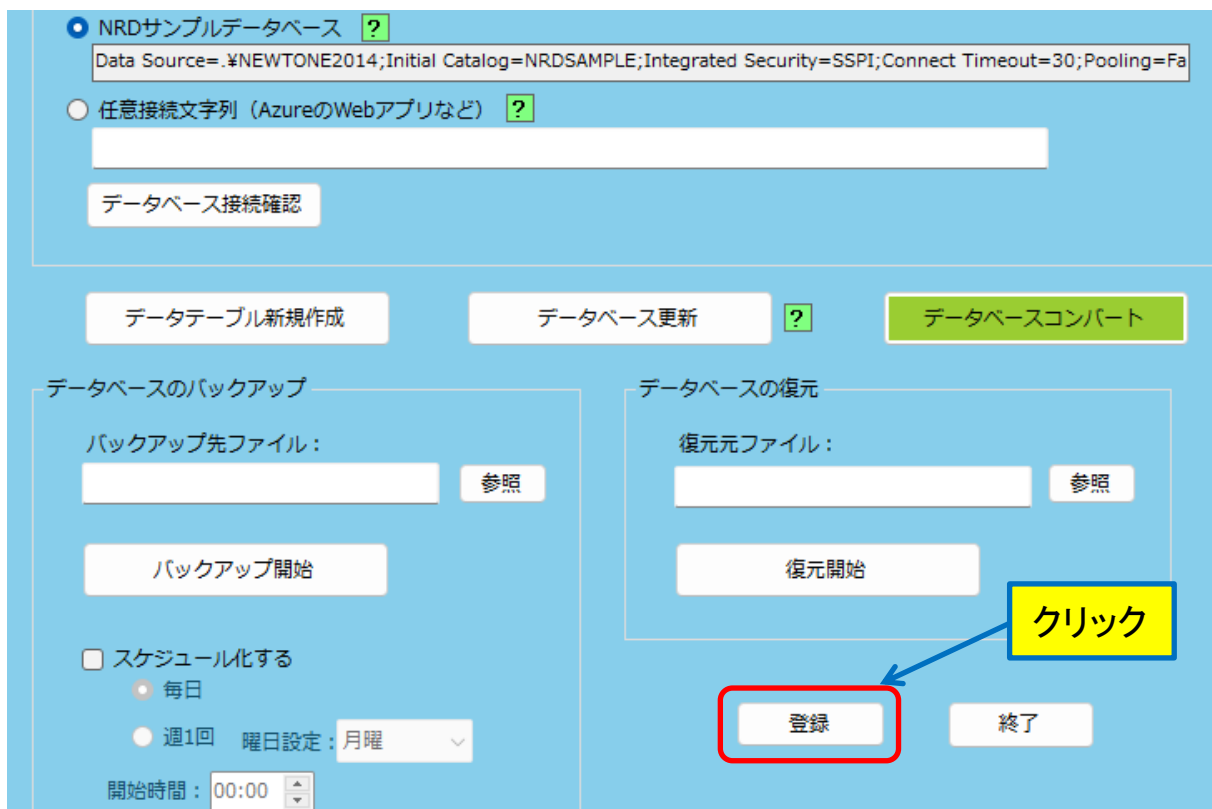 NRDサンプルデータベース ?
Data Source=.¥NEWTONE2014;Initial Catalog=NRDSAMPLE;Integrated Security=SSPI;Connect Timeout=30;Pooling=Fa
任意接続文字列（AzureのWebアプリなど） ?
データベース接続確認
データテーブル新規作成 データベース更新 ? データベースコンバート
データベースのバックアップ データベースの復元
バックアップ先ファイル： 復元元ファイル：
参照 参照
バックアップ開始 復元開始
クリック
スケジュール化する
毎日
登録 終了
週1回 曜日設定： 月曜
開始時間： 00:00